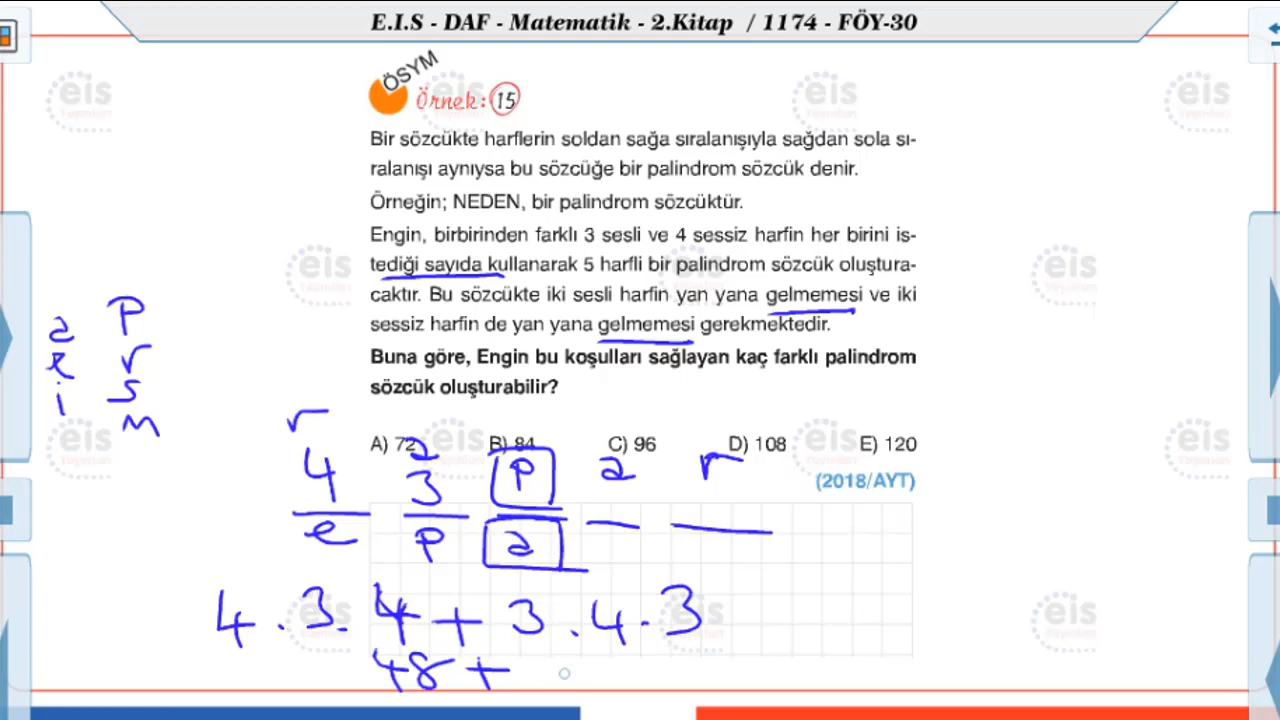 E.I.S - DAF - Matematik - 2.Kitap / 1174 - FÖY-30
ÖSYM
Örnek: 15
Bir sözcükte harflerin soldan sağa sıralanışıyla sağdan sola sı-
ralanışı aynıysa bu sözcüğe bir palindrom sözcük denir.
Örneğin; NEDEN, bir palindrom sözcüktür.
Engin, birbirinden farklı 3 sesli ve 4 sessiz harfin her birini is-
tediği sayıda kullanarak 5 harfli bir palindrom sözcük oluştura-
caktır. Bu sözcükte iki sesli harfin yan yana gelmemesi ve iki
sessiz harfin de yan yana gelmemesi gerekmektedir.
Buna göre, Engin bu koşulları sağlayan kaç farklı palindrom
sözcük oluşturabilir?
a p
e r
i s
m
A) 72 B) 84 C) 96 D) 108 E) 120
(2018/AYT)
r a p a r
4 3
e p a
4 . 3 . 4 + 3 . 4 . 3
48 +
eis
Yayınları